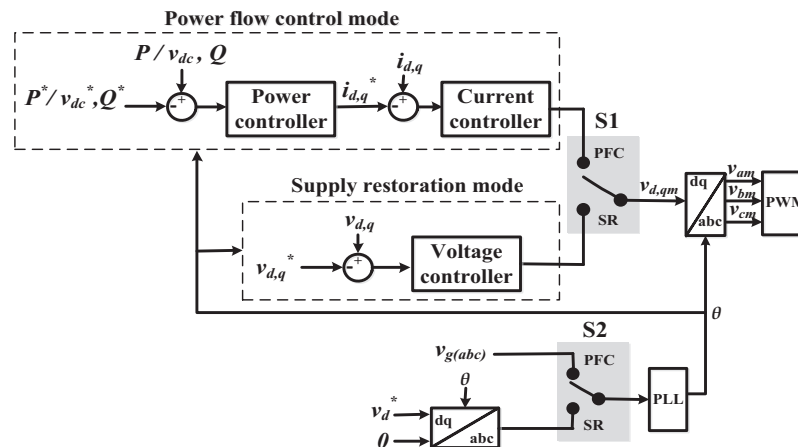 Power flow control mode
P / v_dc , Q
P^*/ v_dc^*,Q^*
- +
Power
controller
i_d,q^*
i_d,q
- +
Current
controller
S1
PFC
SR
v_d,qm
dq
abc
v_am
v_bm
v_cm
PWM
Supply restoration mode
v_d,q
v_d,q^*
- +
Voltage
controller
θ
S2
v_g(abc)
PFC
SR
PLL
θ
v_d^*
0
dq
abc